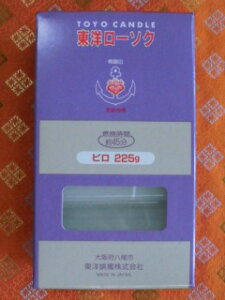 TOYO CANDLE
東洋ローソク
燃焼時間
約45分
ピロ 225g
大阪府八尾市
東洋蝋燭株式会社
MADE IN JAPAN